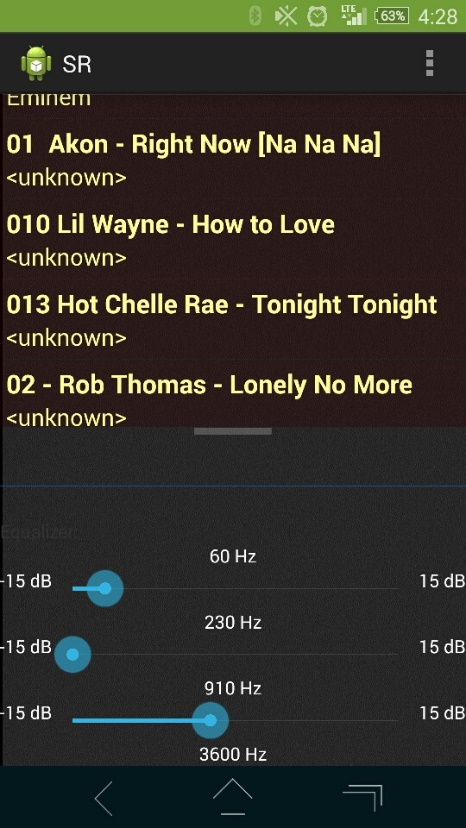 LTE
63%
4:28
SR
Eminem
01 Akon - Right Now [Na Na Na]
<unknown>
010 Lil Wayne - How to Love
<unknown>
013 Hot Chelle Rae - Tonight Tonight
<unknown>
02 - Rob Thomas - Lonely No More
<unknown>
Equalizer:
60 Hz
-15 dB
15 dB
230 Hz
-15 dB
15 dB
910 Hz
-15 dB
15 dB
3600 Hz